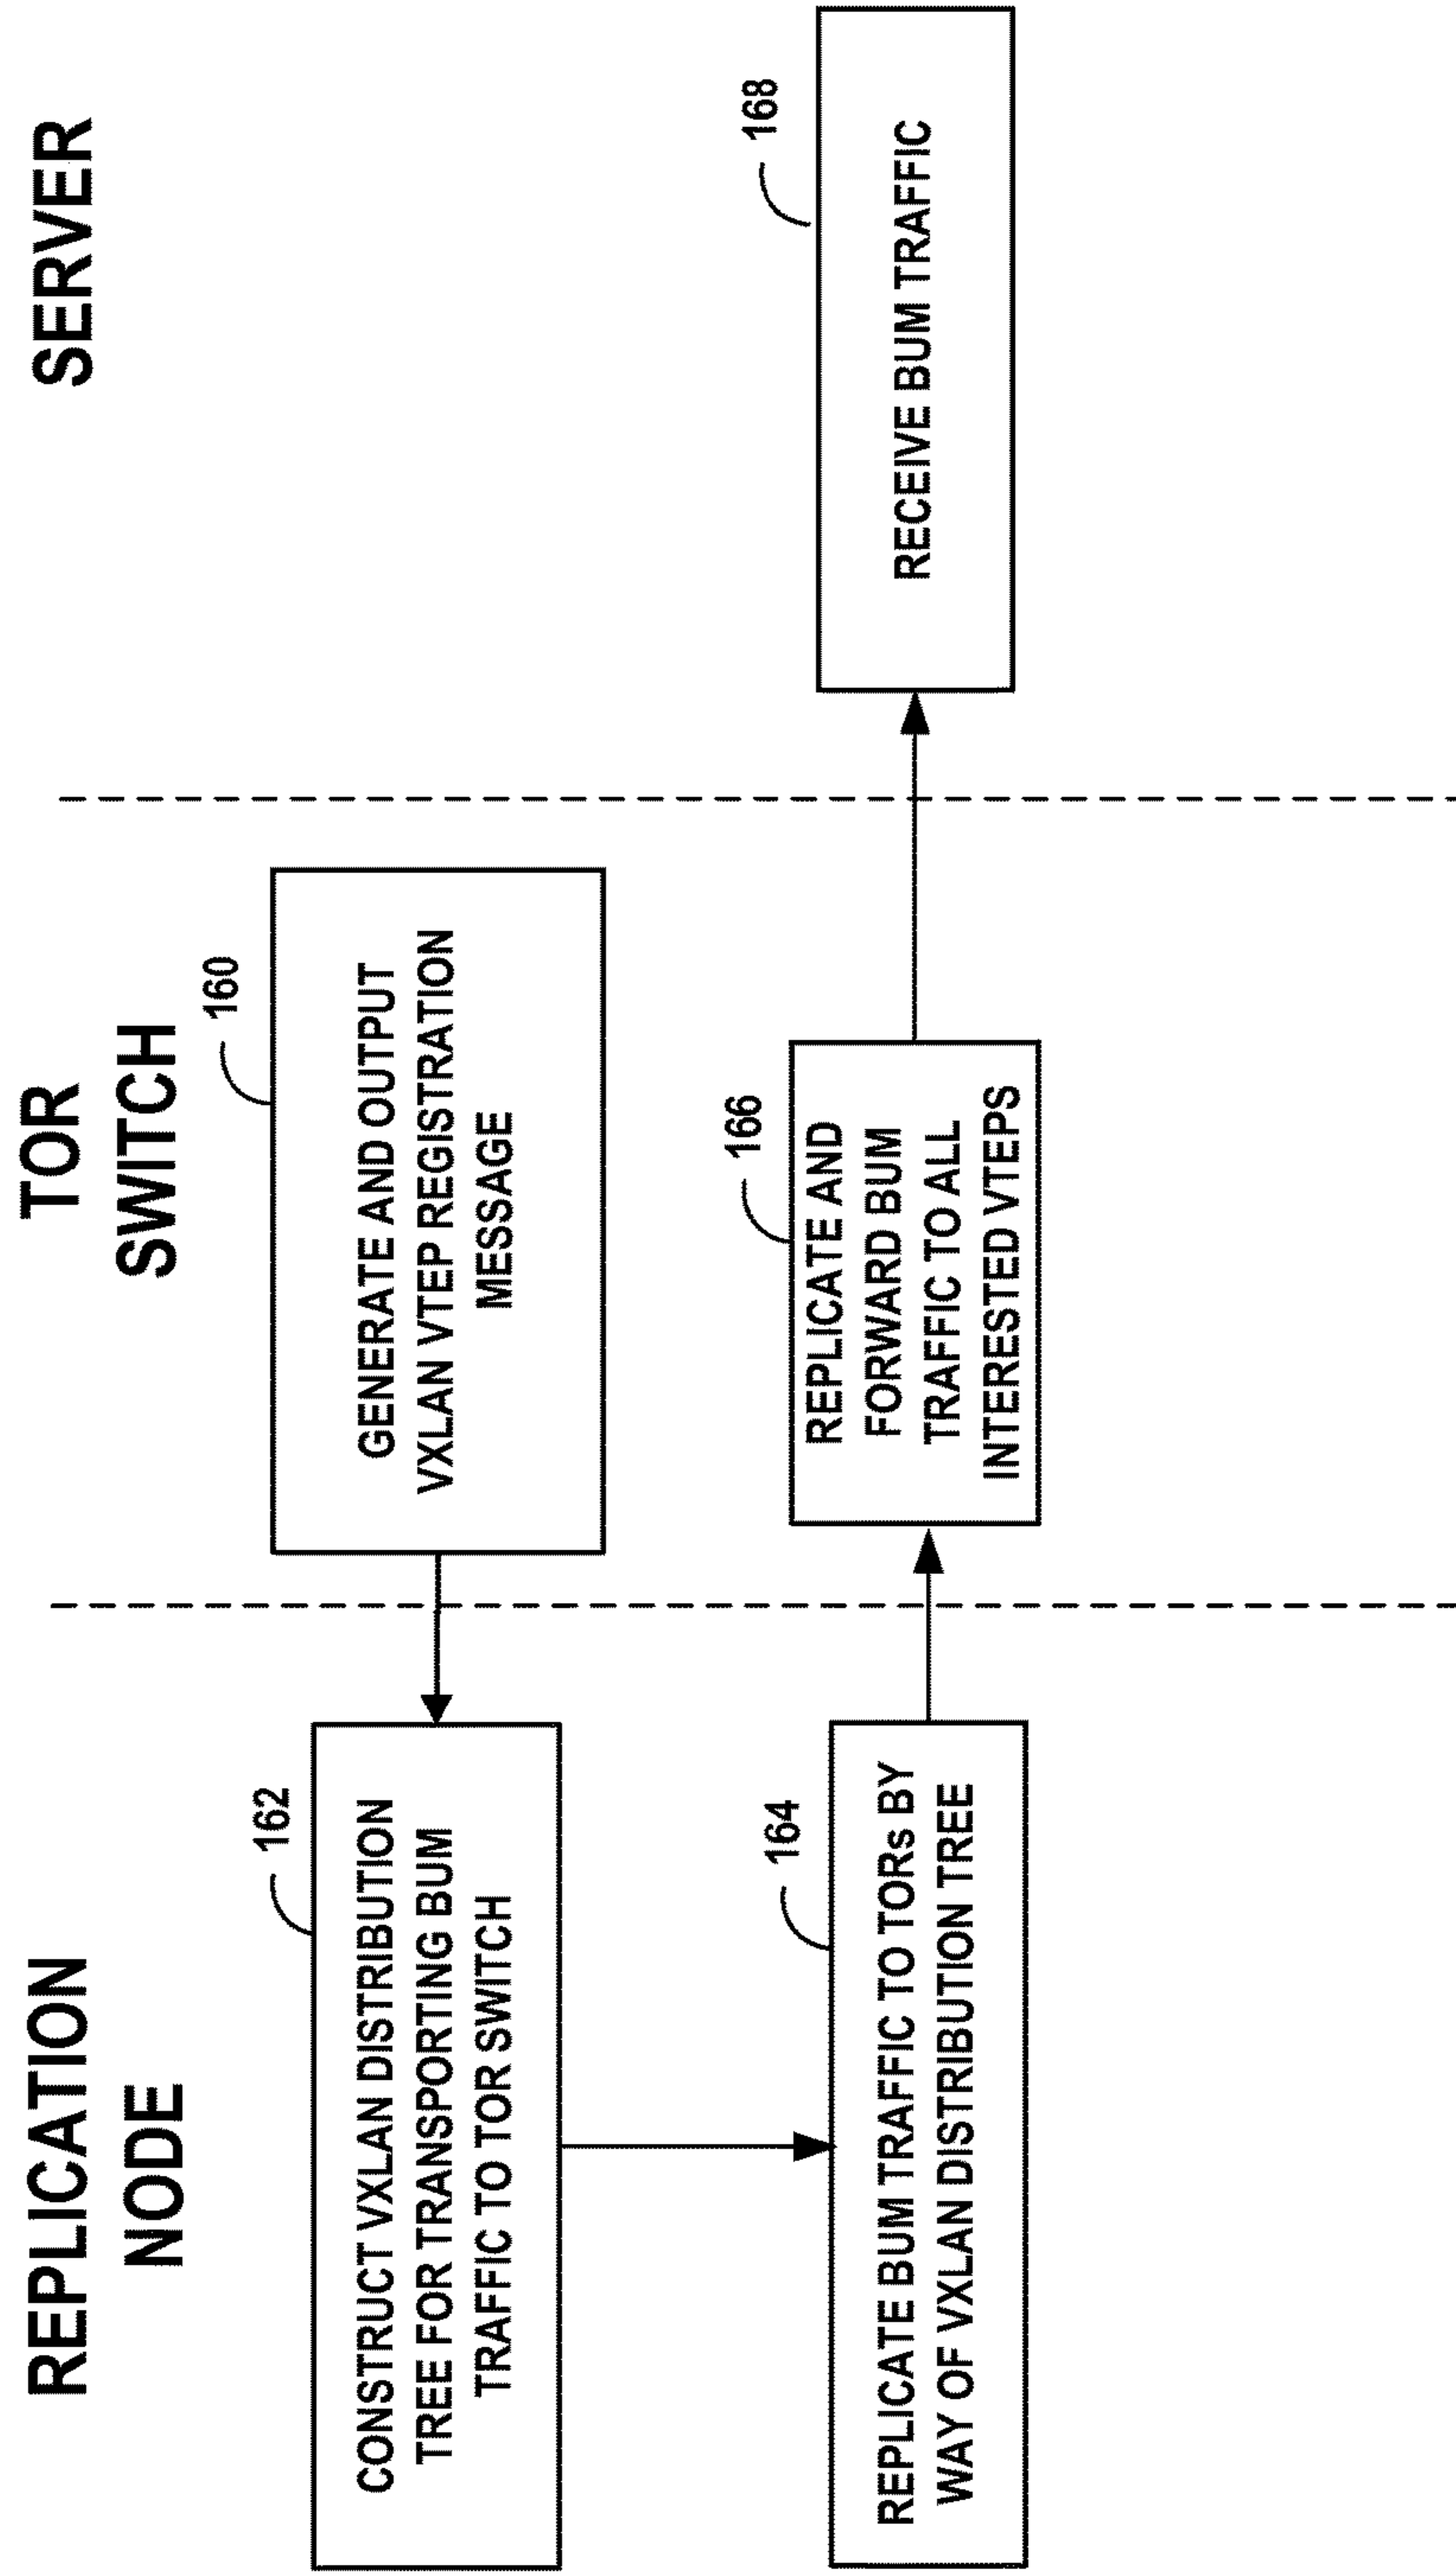 REPLICATION
NODE
TOR
SWITCH
SERVER
160
GENERATE AND OUTPUT
VXLAN VTEP REGISTRATION
MESSAGE
162
CONSTRUCT VXLAN DISTRIBUTION
TREE FOR TRANSPORTING BUM
TRAFFIC TO TOR SWITCH
164
REPLICATE BUM TRAFFIC TO TORs BY
WAY OF VXLAN DISTRIBUTION TREE
166
REPLICATE AND
FORWARD BUM
TRAFFIC TO ALL
INTERESTED VTEPS
168
RECEIVE BUM TRAFFIC